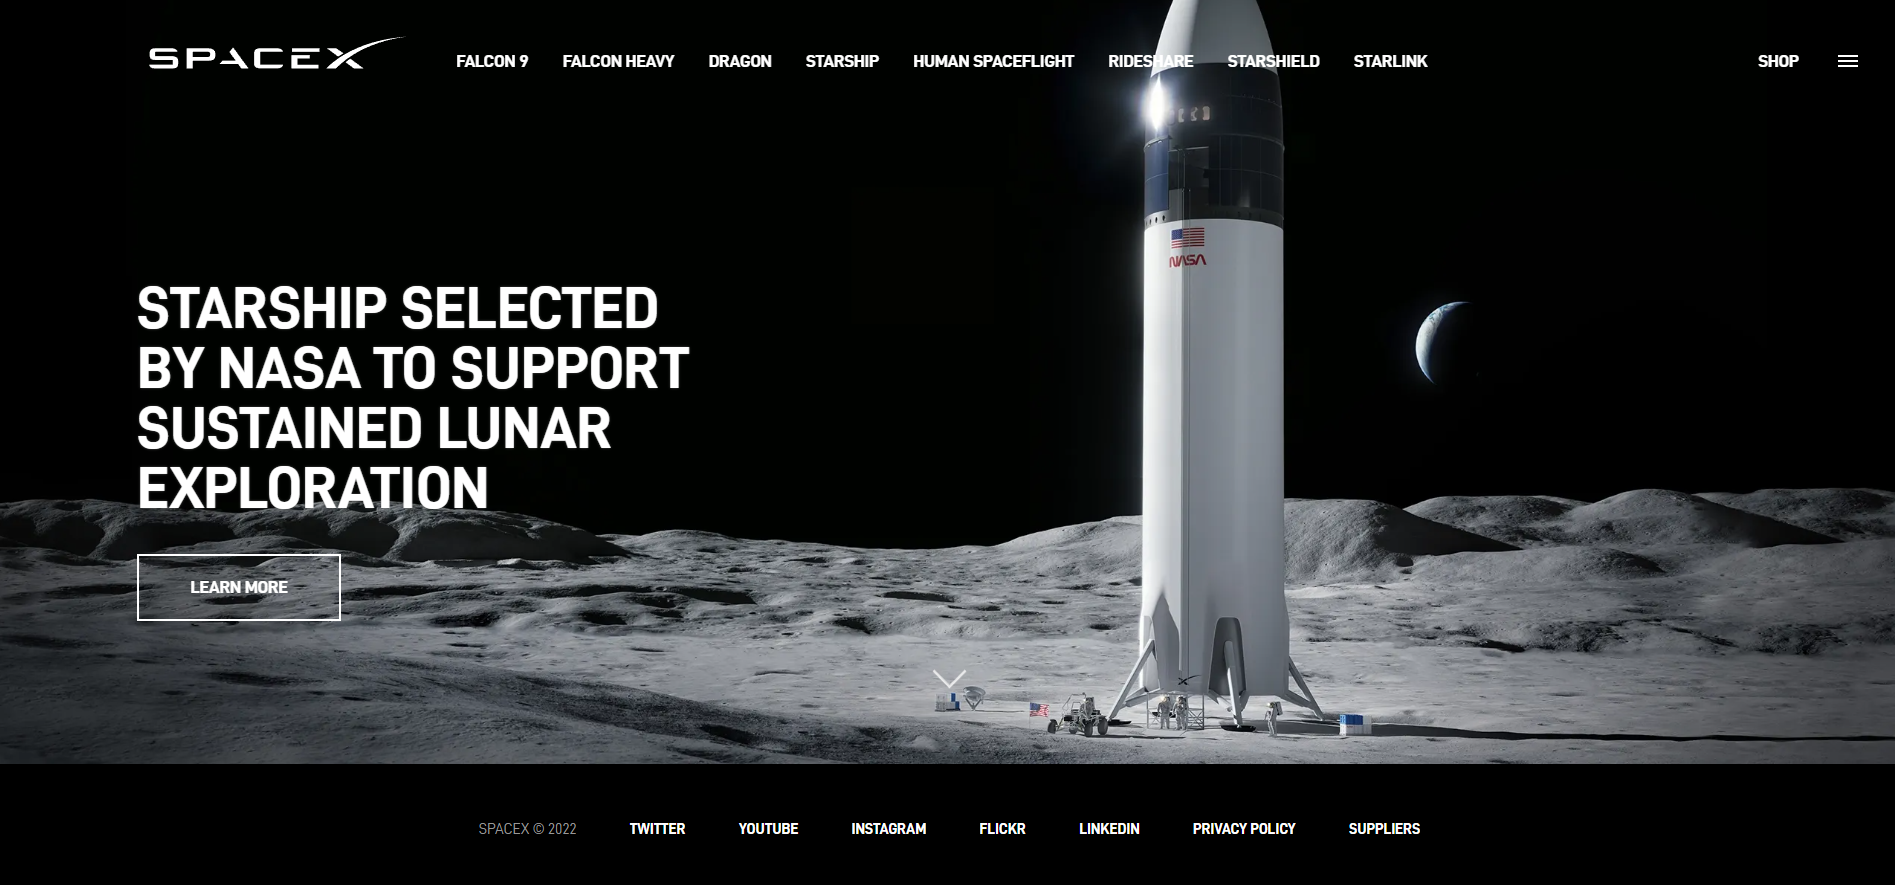 SPACEX
FALCON 9
FALCON HEAVY
DRAGON
STARSHIP
HUMAN SPACEFLIGHT
RIDESHARE
STARSHIELD
STARLINK
SHOP
NASA
STARSHIP SELECTED
BY NASA TO SUPPORT
SUSTAINED LUNAR
EXPLORATION
LEARN MORE
X
SPACEX © 2022
TWITTER
YOUTUBE
INSTAGRAM
FLICKR
LINKEDIN
PRIVACY POLICY
SUPPLIERS